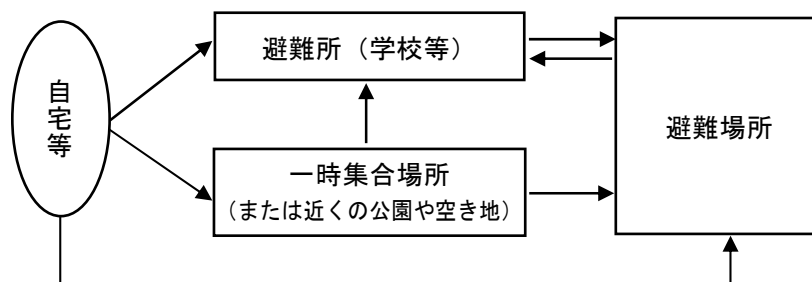 自宅等
避難所（学校等）
一時集合場所
（または近くの公園や空き地）
避難場所